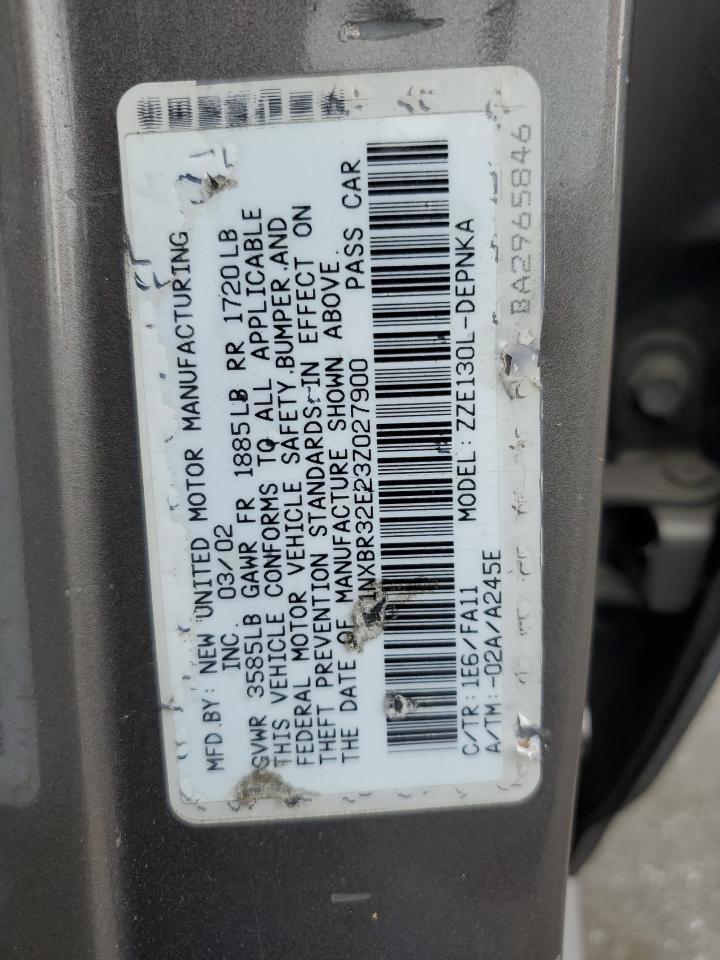 MFD.BY: NEW UNITED MOTOR MANUFACTURING
INC. 03/02
GVWR 3585LB GAWR FR 1885LB RR 1720LB
THIS VEHICLE CONFORMS TO ALL APPLICABLE
FEDERAL MOTOR VEHICLE SAFETY.BUMPER.AND
THEFT PREVENTION STANDARDS IN EFFECT ON
THE DATE OF MANUFACTURE SHOWN ABOVE.
1NXBR32E23Z027900 PASS CAR
C/TR:1E6/FA11 MODEL: ZZE130L-DEPNKA
A/TM:-02A/A245E
BA2965846